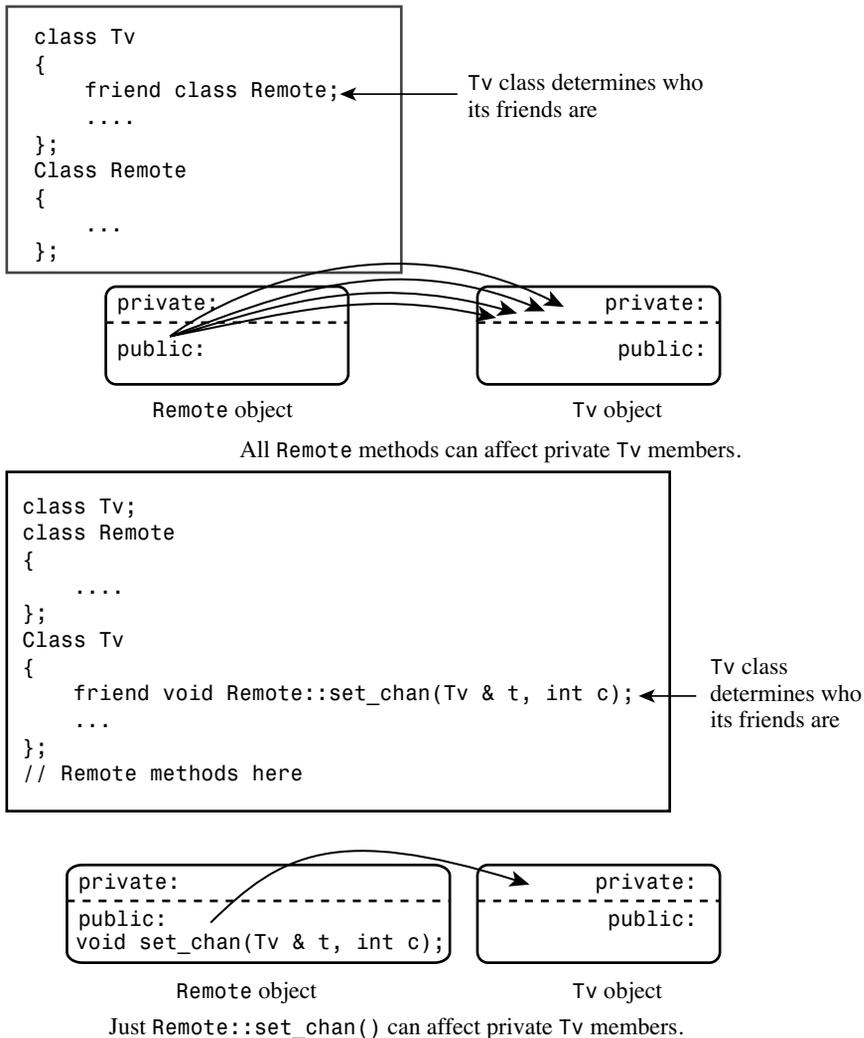 class Tv
{
friend class Remote;
....
};
Class Remote
{
...
};
Tv class determines who
its friends are
private:
public:
private:
public:
Remote object
Tv object
All Remote methods can affect private Tv members.
class Tv;
class Remote
{
....
};
Class Tv
{
friend void Remote::set_chan(Tv & t, int c);
...
};
// Remote methods here
Tv class
determines who
its friends are
private:
public:
void set_chan(Tv & t, int c);
private:
public:
Remote object
Tv object
Just Remote::set_chan() can affect private Tv members.